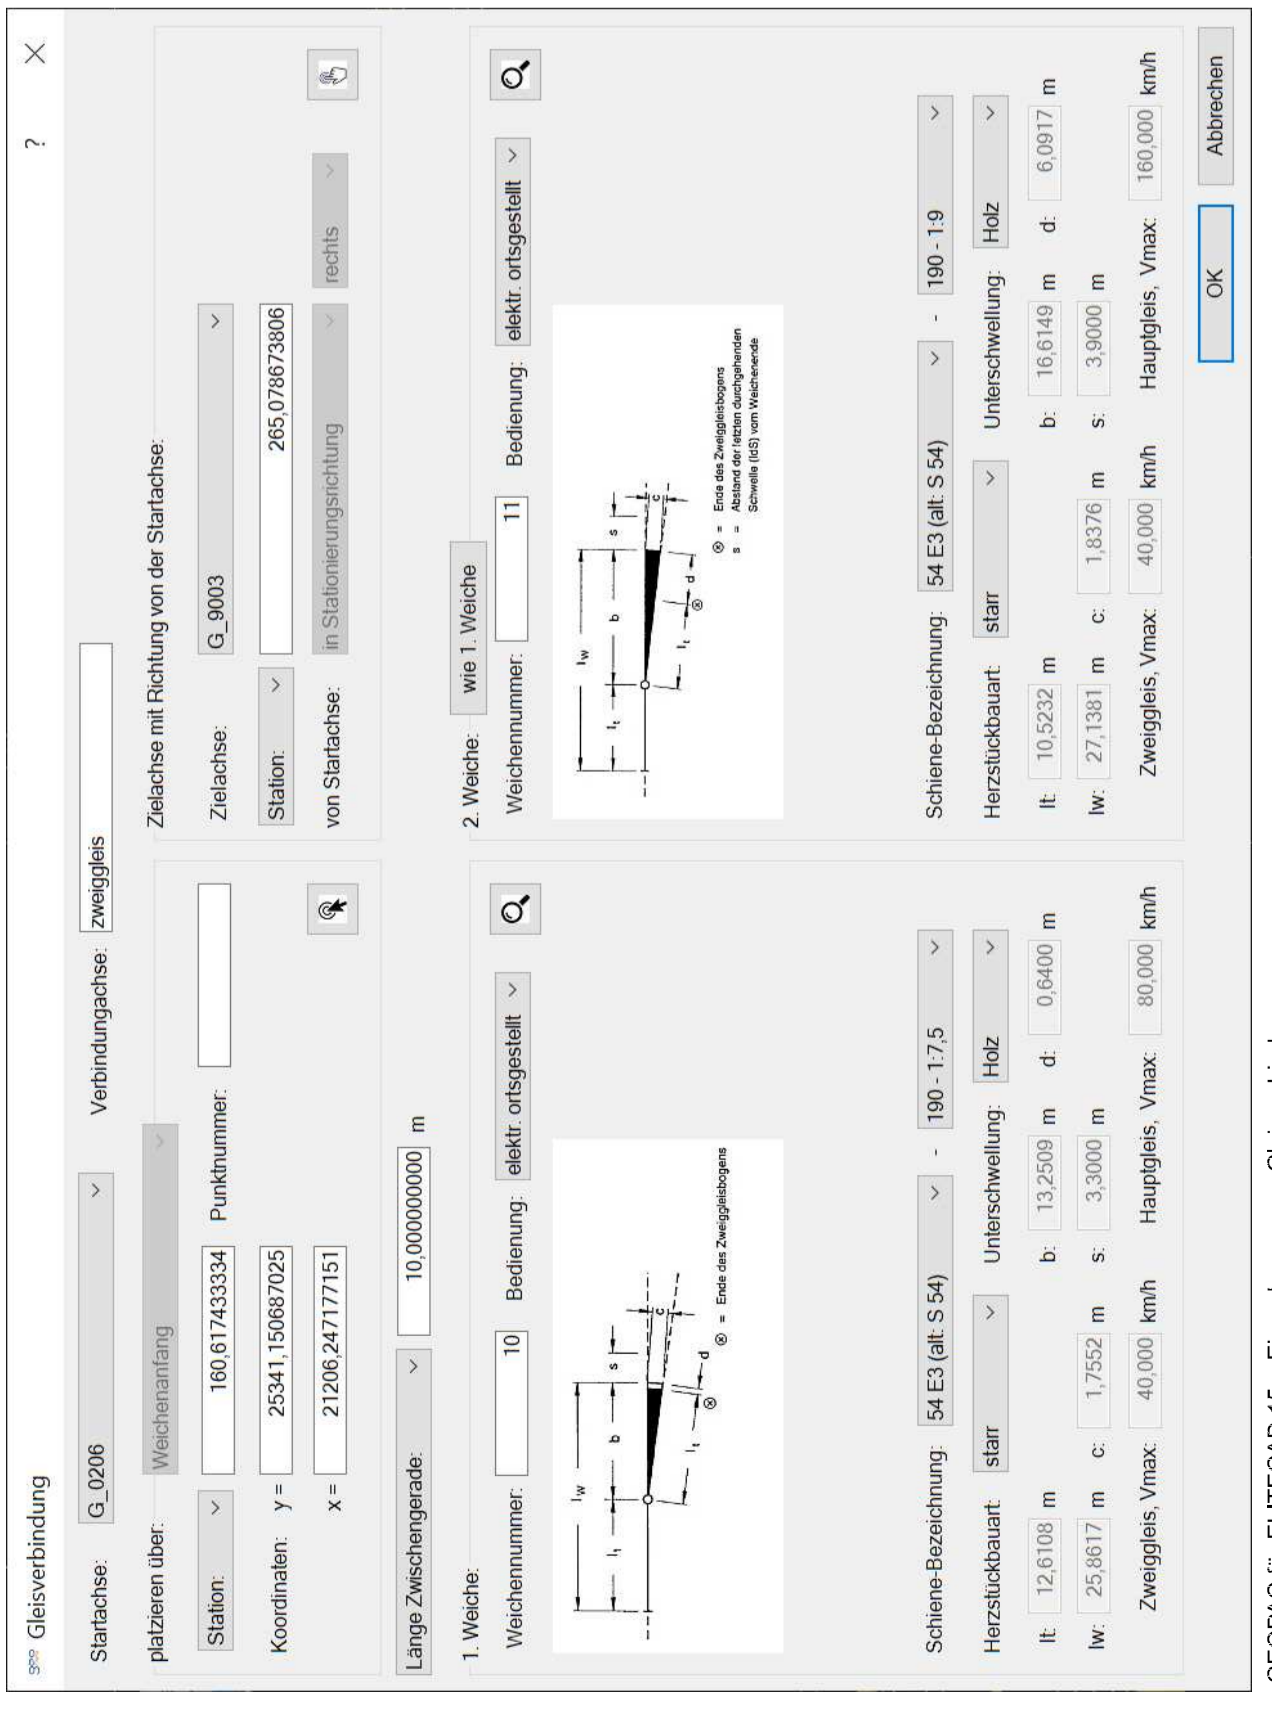 Gleisverbindung ? ×
Startachse: G_0206 Verbindungachse: zweiggleis
platzieren über: Weichenanfang
Station: 160,617433334 Punktnummer:
Koordinaten: y = 25341,150687025
x = 21206,247177151
Zielachse mit Richtung von der Startachse:
Zielachse: G_9003
Station: 265,078673806
von Startachse: in Stationierungsrichtung rechts
Länge Zwischengerade: 10,000000000 m
1. Weiche:
Weichennummer: 10 Bedienung: elektr. ortsgestellt
lw
lt b s
c
lt d
⊗
⊗ = Ende des Zweiggleisbogens
Schiene-Bezeichnung: 54 E3 (alt: S 54) - 190 - 1:7,5
Herzstückbauart: starr Unterschwellung: Holz
lt: 12,6108 m b: 13,2509 m d: 0,6400 m
lw: 25,8617 m c: 1,7552 m s: 3,3000 m
Zweiggleis, Vmax: 40,000 km/h Hauptgleis, Vmax: 80,000 km/h
2. Weiche: wie 1. Weiche
Weichennummer: 11 Bedienung: elektr. ortsgestellt
lw
lt b s
c
lt d
⊗
⊗ = Ende des Zweiggleisbogens
s = Abstand der letzten durchgehenden
Schwelle (ldS) vom Weichenende
Schiene-Bezeichnung: 54 E3 (alt: S 54) - 190 - 1:9
Herzstückbauart: starr Unterschwellung: Holz
lt: 10,5232 m b: 16,6149 m d: 6,0917 m
lw: 27,1381 m c: 1,8376 m s: 3,9000 m
Zweiggleis, Vmax: 40,000 km/h Hauptgleis, Vmax: 160,000 km/h
OK Abbrechen